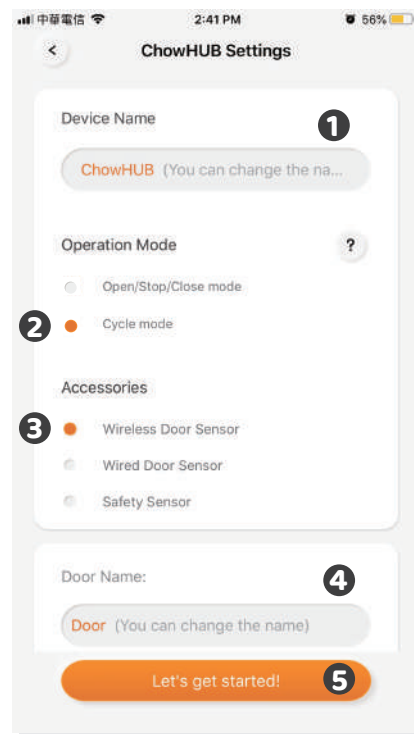 中華電信 2:41 PM 56%
< ChowHUB Settings
Device Name
1
ChowHUB (You can change the na...
Operation Mode ?
Open/Stop/Close mode
2 Cycle mode
Accessories
3 Wireless Door Sensor
Wired Door Sensor
Safety Sensor
Door Name:
4
Door (You can change the name)
Let's get started! 5